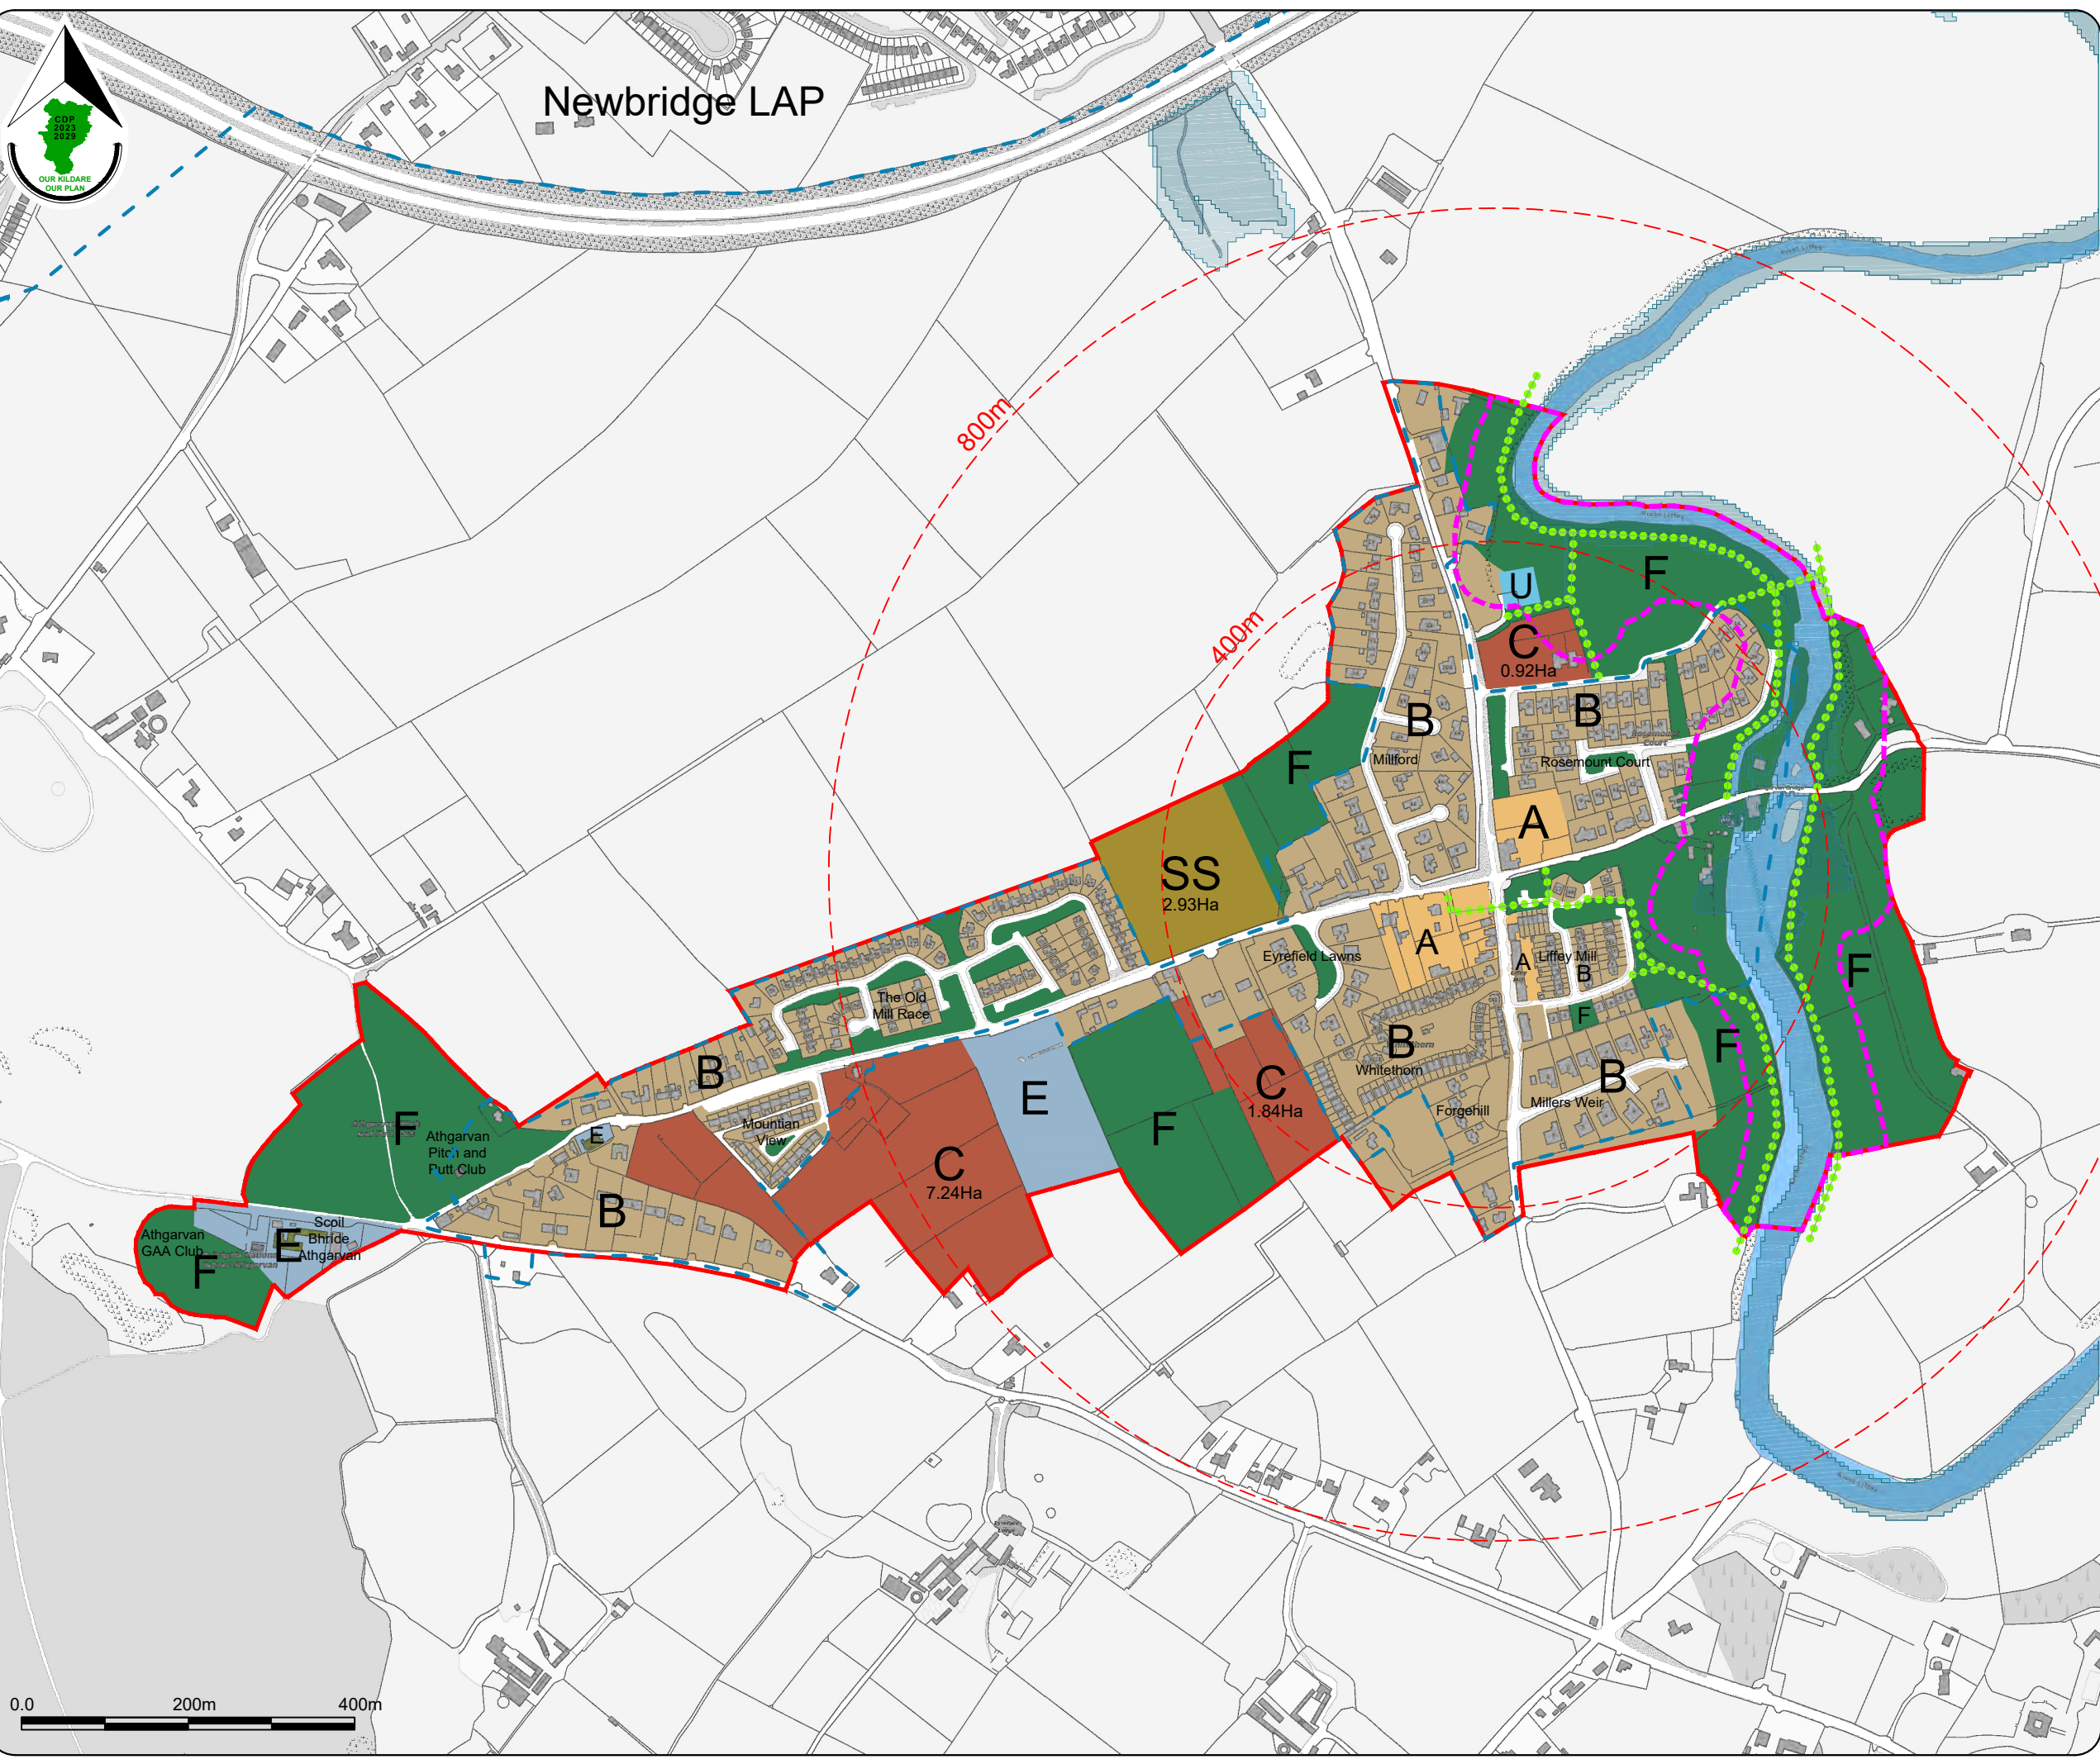 Newbridge LAP
CDP
2023
2029
OUR KILDARE
OUR PLAN
800m
400m
U
F
C
0.92Ha
B
B
Millford
Rosemount Court
F
A
SS
2.93Ha
A
Eyrefield Lawns
A
Liffey Mill
B
F
F
The Old
Mill Race
F
B
Whitethorn
F
B
Millers Weir
Forgehill
B
E
C
1.84Ha
F
Mountian
View
E
C
7.24Ha
F
Athgarvan
Pitch and
Putt Club
B
Scoil
Bhride
Athgarvan
E
Athgarvan
GAA Club
F
0.0
200m
400m